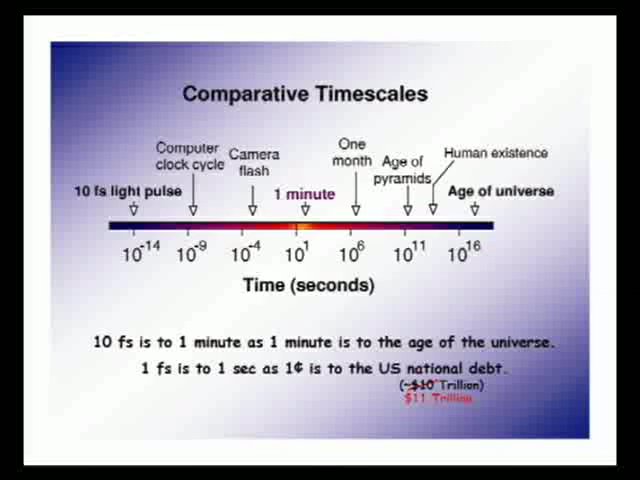 Comparative Timescales
Computer
clock cycle
Camera
flash
One
month
Age of
pyramids
Human existence
10 fs light pulse
1 minute
Age of universe
10-14 10-9 10-4 101 106 1011 1016
Time (seconds)
10 fs is to 1 minute as 1 minute is to the age of the universe.
1 fs is to 1 sec as 1¢ is to the US national debt.
(~$10 Trillion)
$11 Trillion